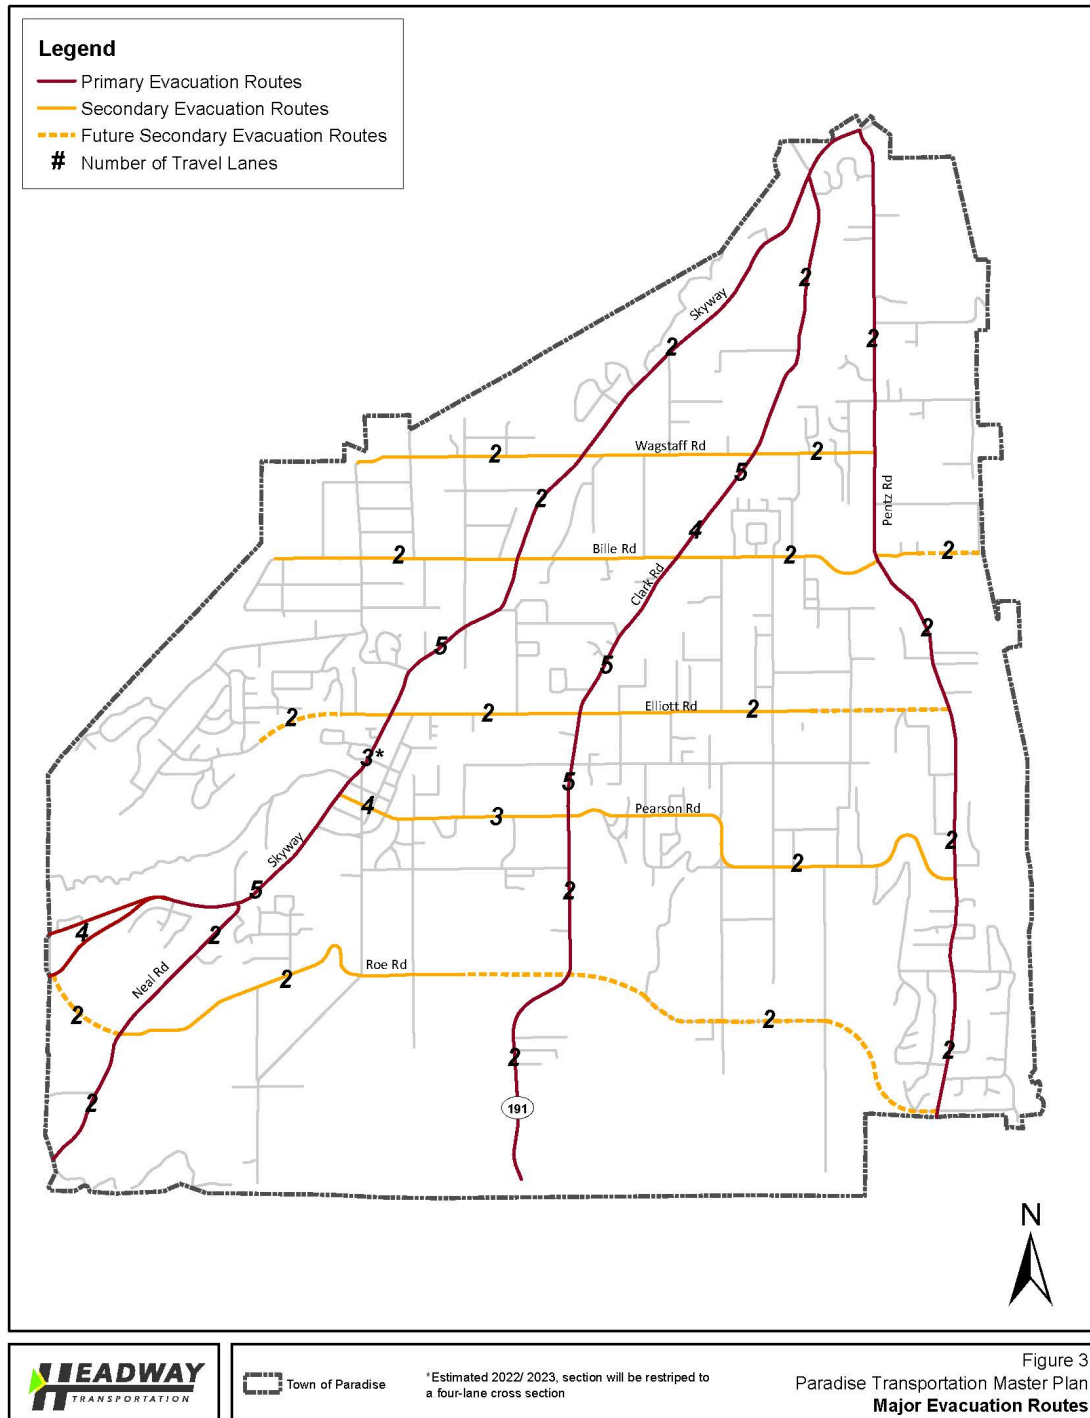 Legend
Primary Evacuation Routes
Secondary Evacuation Routes
Future Secondary Evacuation Routes
# Number of Travel Lanes
2
Skyway
2
2
Wagstaff Rd
2
2
5
2
Pentz Rd
4
Bille Rd
2
2
2
Clark Rd
2
5
5
Elliott Rd
2
2
2
3*
5
4
Pearson Rd
3
2
2
Skyway
5
2
4
2
Roe Rd
2
Neal Rd
2
2
2
2
2
191
N
HEADWAY
TRANSPORTATION
Town of Paradise
*Estimated 2022/ 2023, section will be restriped to
a four-lane cross section
Figure 3
Paradise Transportation Master Plan
Major Evacuation Routes